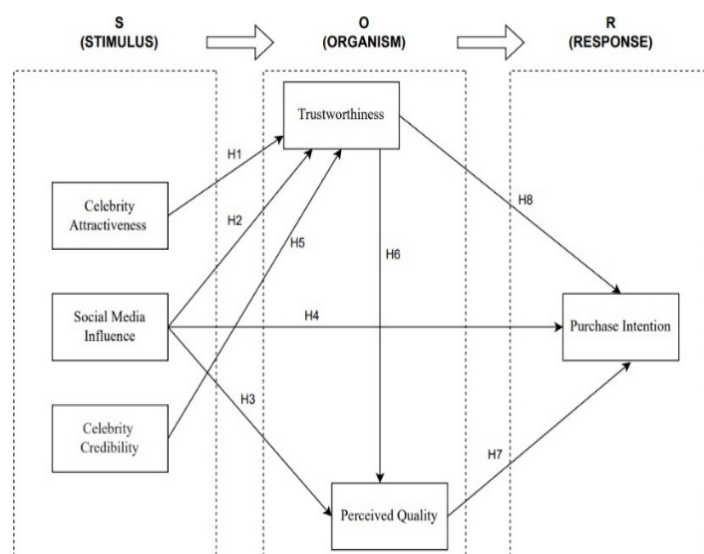 S
(STIMULUS)
O
(ORGANISM)
R
(RESPONSE)
Trustworthiness
H1
Celebrity
Attractiveness
H2
H5
H8
H6
Social Media
Influence
H4
Purchase Intention
H3
Celebrity
Credibility
H7
Perceived Quality